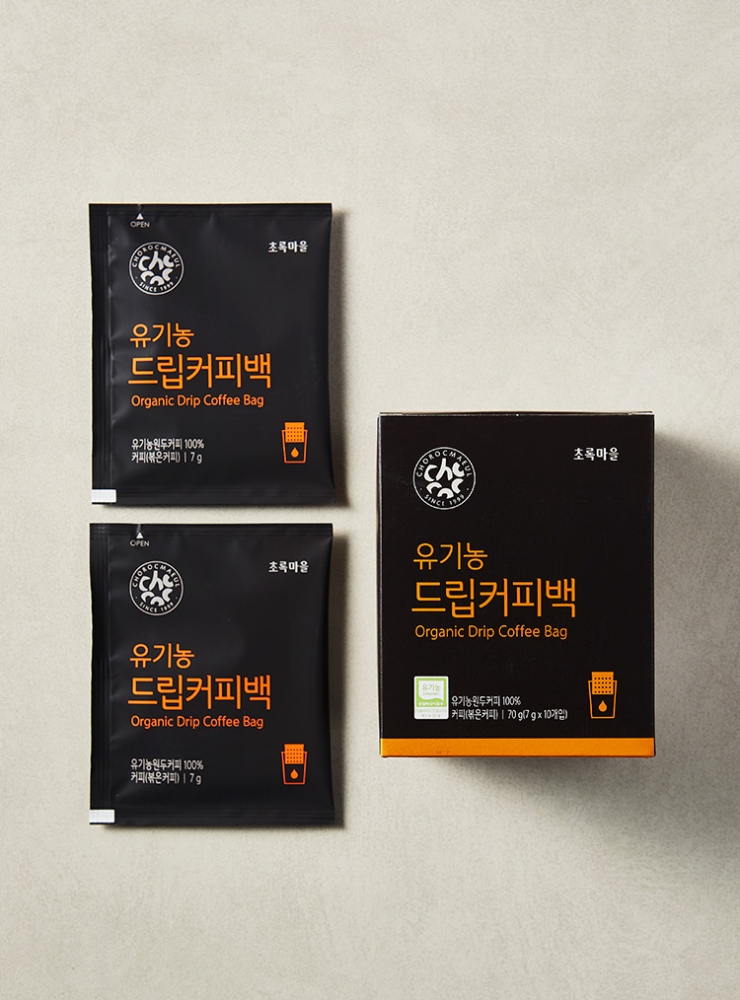 OPEN
CHOROCMAEUL
SINCE 1999
초록마을
유기농
드립커피백
Organic Drip Coffee Bag
유기농원두커피 100%
커피(볶은커피) | 7 g
OPEN
CHOROCMAEUL
SINCE 1999
초록마을
유기농
드립커피백
Organic Drip Coffee Bag
유기농원두커피 100%
커피(볶은커피) | 7 g
CHOROCMAEUL
SINCE 1999
초록마을
유기농
드립커피백
Organic Drip Coffee Bag
유기농
유기농원두커피 100%
커피(볶은커피) | 70 g(7 g x 10개입)